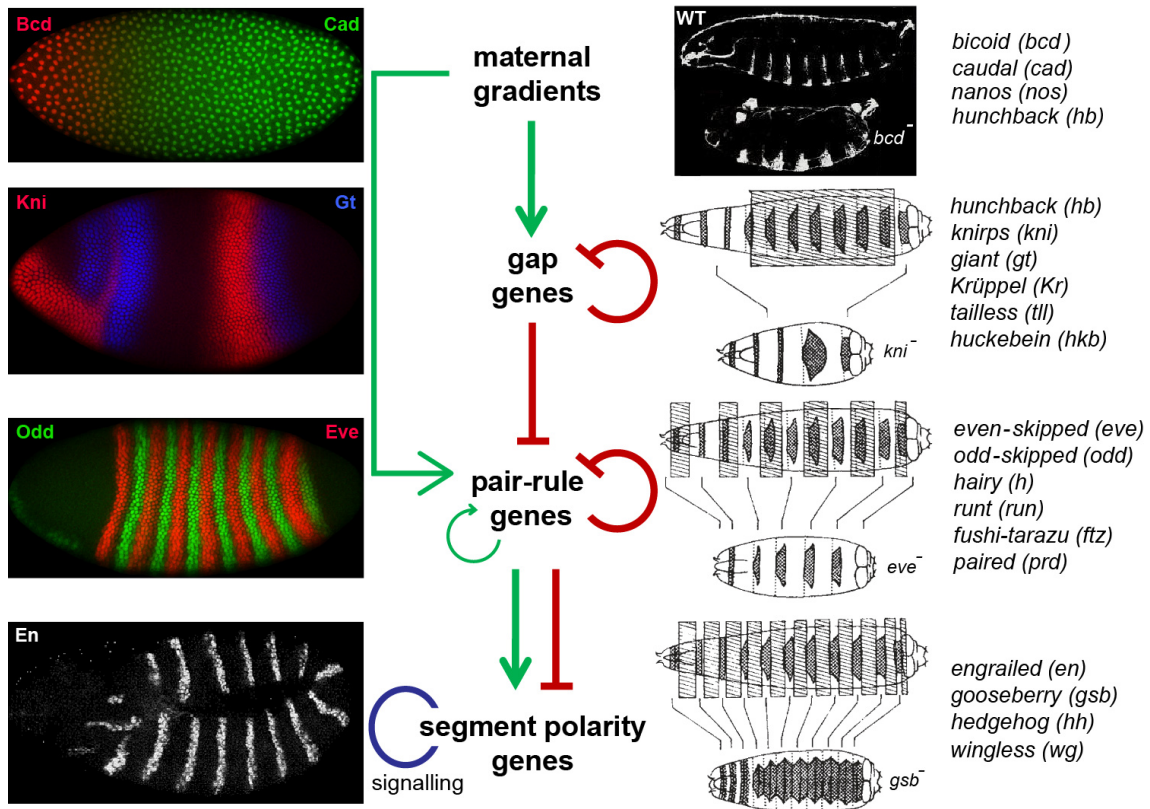 Bcd
Cad
maternal
gradients
WT
bcd-
bicoid (bcd)
caudal (cad)
nanos (nos)
hunchback (hb)
Kni
Gt
gap
genes
kni-
hunchback (hb)
knirps (kni)
giant (gt)
Krüppel (Kr)
tailless (tll)
huckebein (hkb)
Odd
Eve
pair-rule
genes
eve-
even-skipped (eve)
odd-skipped (odd)
hairy (h)
runt (run)
fushi-tarazu (ftz)
paired (prd)
En
segment polarity
genes
signalling
gsb-
engrailed (en)
gooseberry (gsb)
hedgehog (hh)
wingless (wg)